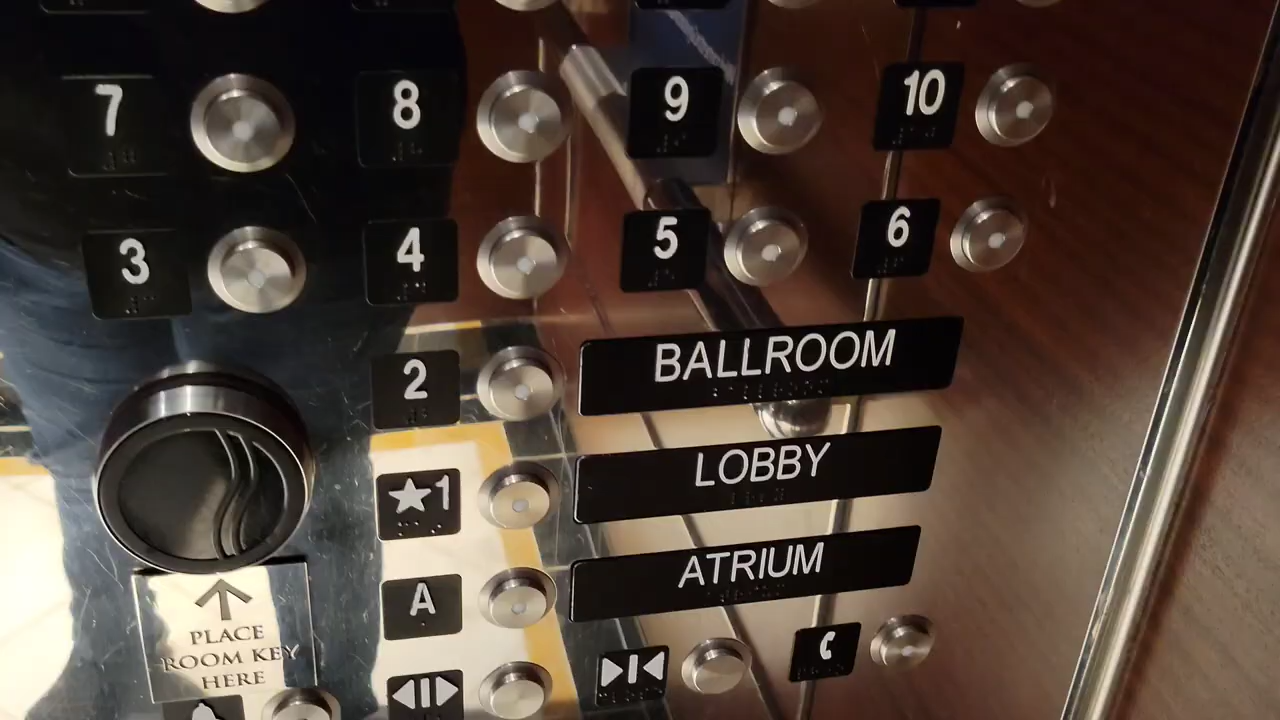 7 8 9 10
3 4 5 6
2 BALLROOM
★1 LOBBY
A ATRIUM
PLACE
ROOM KEY
HERE